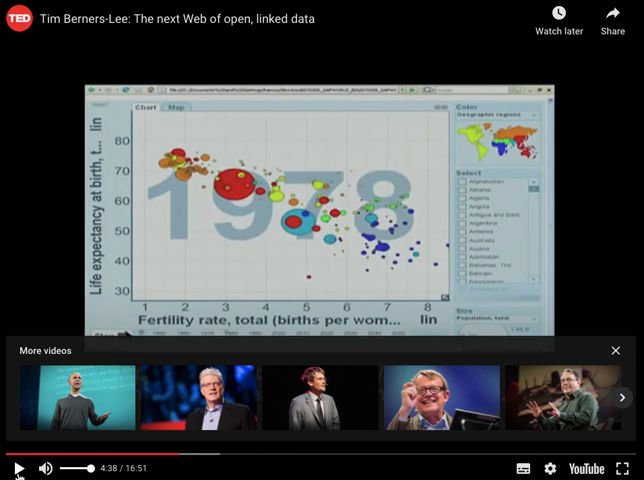 TED
Tim Berners-Lee: The next Web of open, linked data
Watch later
Share
Chart
Map
lin
Life expectancy at birth, t...
80
70
60
50
40
30
1978
1 2 3 4 5 6 7 8
Fertility rate, total (births per wom...
lin
Color
Geographic regions
Select
Afghanistan
Albania
Algeria
Angola
Antigua and Barb
Argentina
Armenia
Australia
Austria
Azerbaijan
Bahamas, The
Bahrain
Size
Population, total
More videos
4:38 / 16:51
YouTube